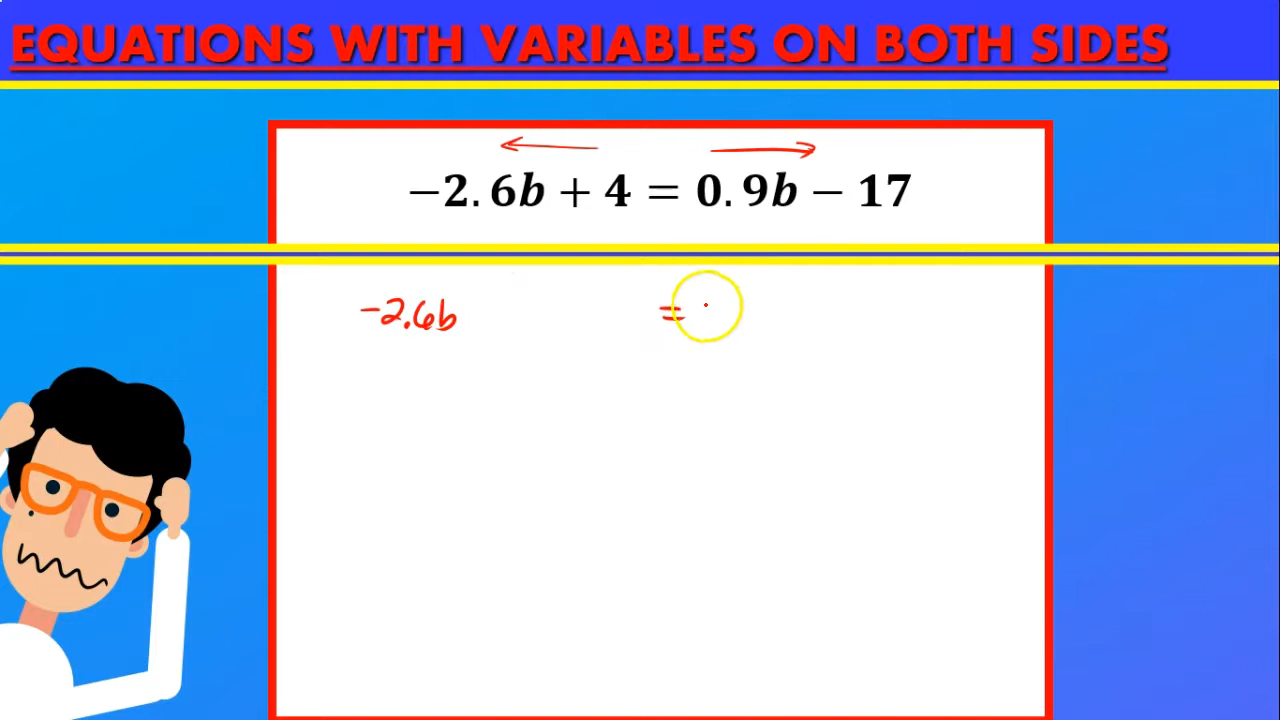 EQUATIONS WITH VARIABLES ON BOTH SIDES
−2.6b + 4 = 0.9b − 17
-2.6b =